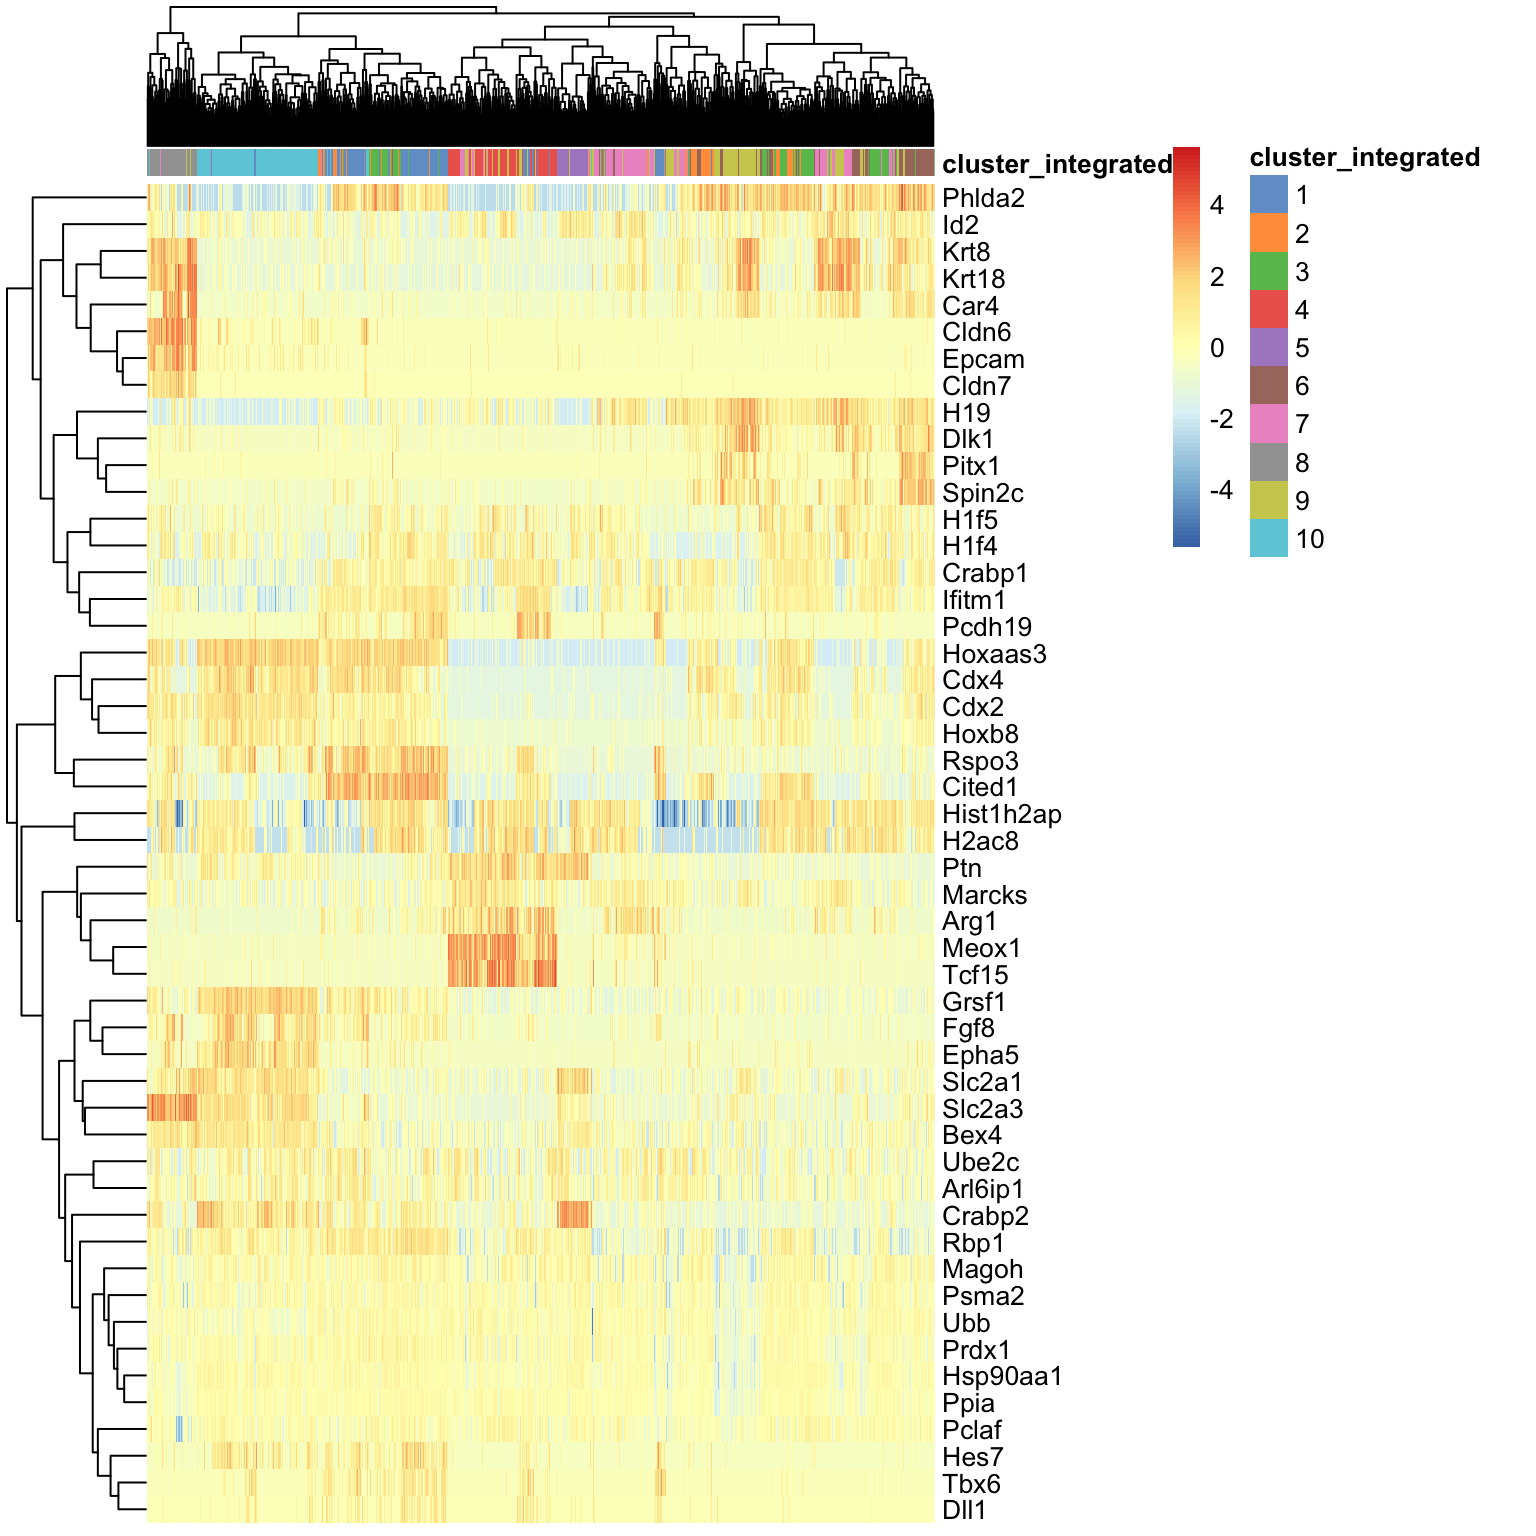 cluster_integrated
Phlda2
Id2
Krt8
Krt18
Car4
Cldn6
Epcam
Cldn7
H19
Dlk1
Pitx1
Spin2c
H1f5
H1f4
Crabp1
Ifitm1
Pcdh19
Hoxaas3
Cdx4
Cdx2
Hoxb8
Rspo3
Cited1
Hist1h2ap
H2ac8
Ptn
Marcks
Arg1
Meox1
Tcf15
Grsf1
Fgf8
Epha5
Slc2a1
Slc2a3
Bex4
Ube2c
Arl6ip1
Crabp2
Rbp1
Magoh
Psma2
Ubb
Prdx1
Hsp90aa1
Ppia
Pclaf
Hes7
Tbx6
Dll1
4
2
0
-2
-4
cluster_integrated
1
2
3
4
5
6
7
8
9
10